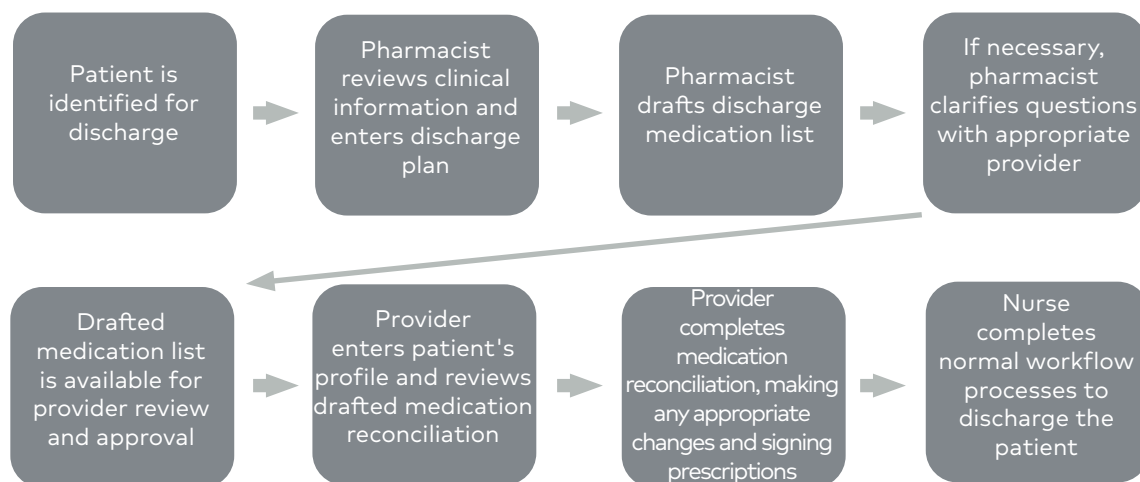 Patient is
identified for
discharge
Pharmacist
reviews clinical
information and
enters discharge
plan
Pharmacist
drafts discharge
medication list
If necessary,
pharmacist
clarifies questions
with appropriate
provider
Drafted
medication list
is available for
provider review
and approval
Provider
enters patient's
profile and reviews
drafted medication
reconciliation
Provider
completes
medication
reconciliation, making
any appropriate
changes and signing
prescriptions
Nurse
completes
normal workflow
processes to
discharge the
patient